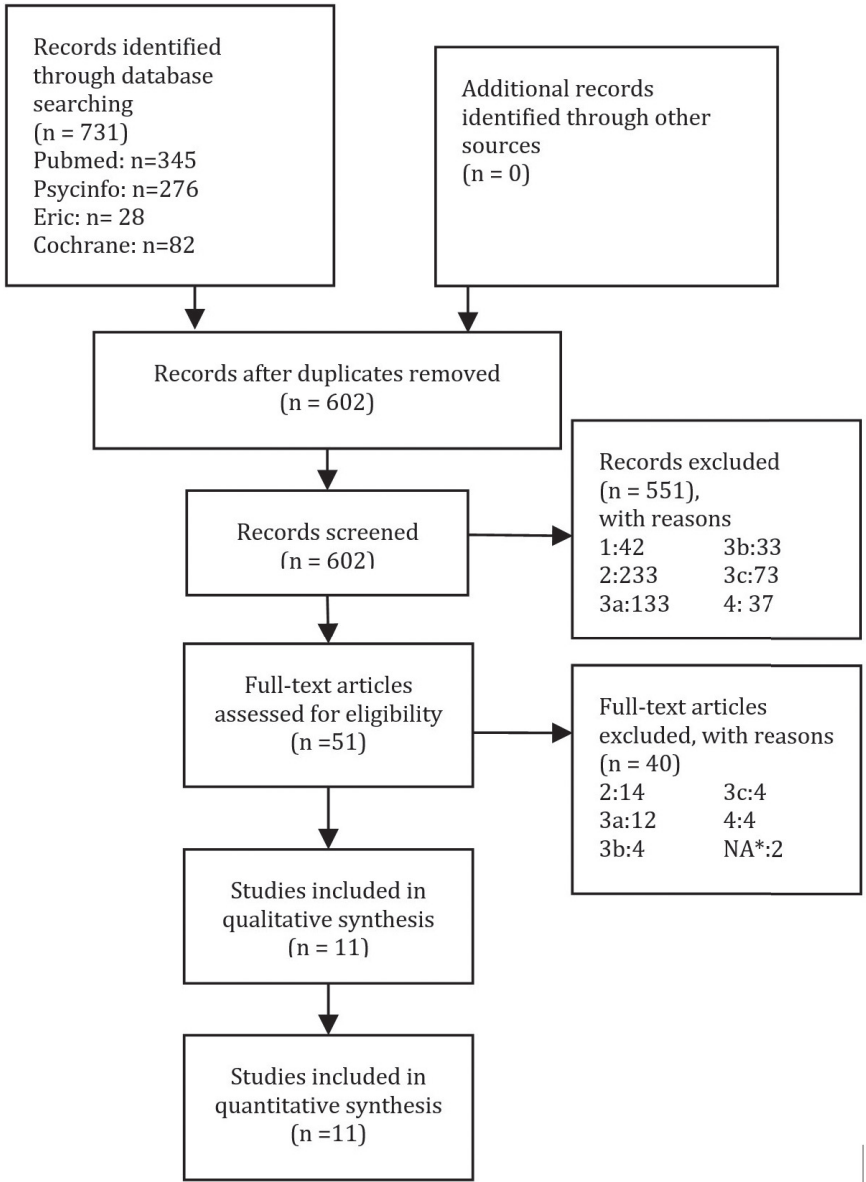 Records identified
through database
searching
(n = 731)
Pubmed: n=345
Psycinfo: n=276
Eric: n= 28
Cochrane: n=82
Additional records
identified through other
sources
(n = 0)
Records after duplicates removed
(n = 602)
Records screened
(n = 602)
Records excluded
(n = 551),
with reasons
1:42 3b:33
2:233 3c:73
3a:133 4: 37
Full-text articles
assessed for eligibility
(n =51)
Full-text articles
excluded, with reasons
(n = 40)
2:14 3c:4
3a:12 4:4
3b:4 NA*:2
Studies included in
qualitative synthesis
(n = 11)
Studies included in
quantitative synthesis
(n =11)